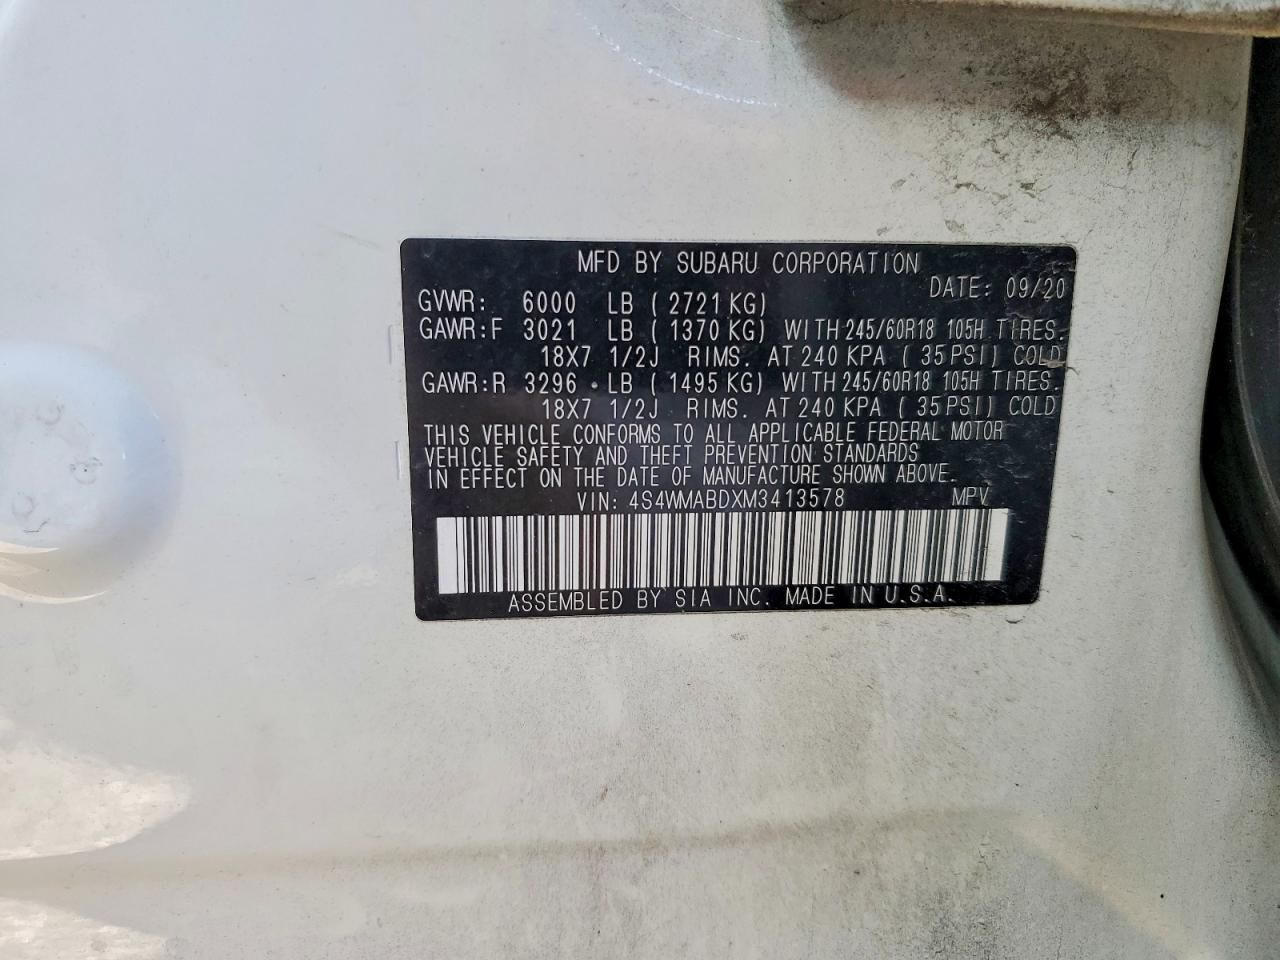 MFD BY SUBARU CORPORATION
DATE: 09/20
GVWR: 6000 LB (2721 KG)
GAWR:F 3021 LB (1370 KG) WITH 245/60R18 105H TIRES.
18X7 1/2J RIMS. AT 240 KPA (35 PSI) COLD
GAWR:R 3296 LB (1495 KG) WITH 245/60R18 105H TIRES.
18X7 1/2J RIMS. AT 240 KPA (35 PSI) COLD
THIS VEHICLE CONFORMS TO ALL APPLICABLE FEDERAL MOTOR
VEHICLE SAFETY AND THEFT PREVENTION STANDARDS
IN EFFECT ON THE DATE OF MANUFACTURE SHOWN ABOVE.
VIN: 4S4WMABDXM3413578 MPV
ASSEMBLED BY SIA INC. MADE IN U.S.A.